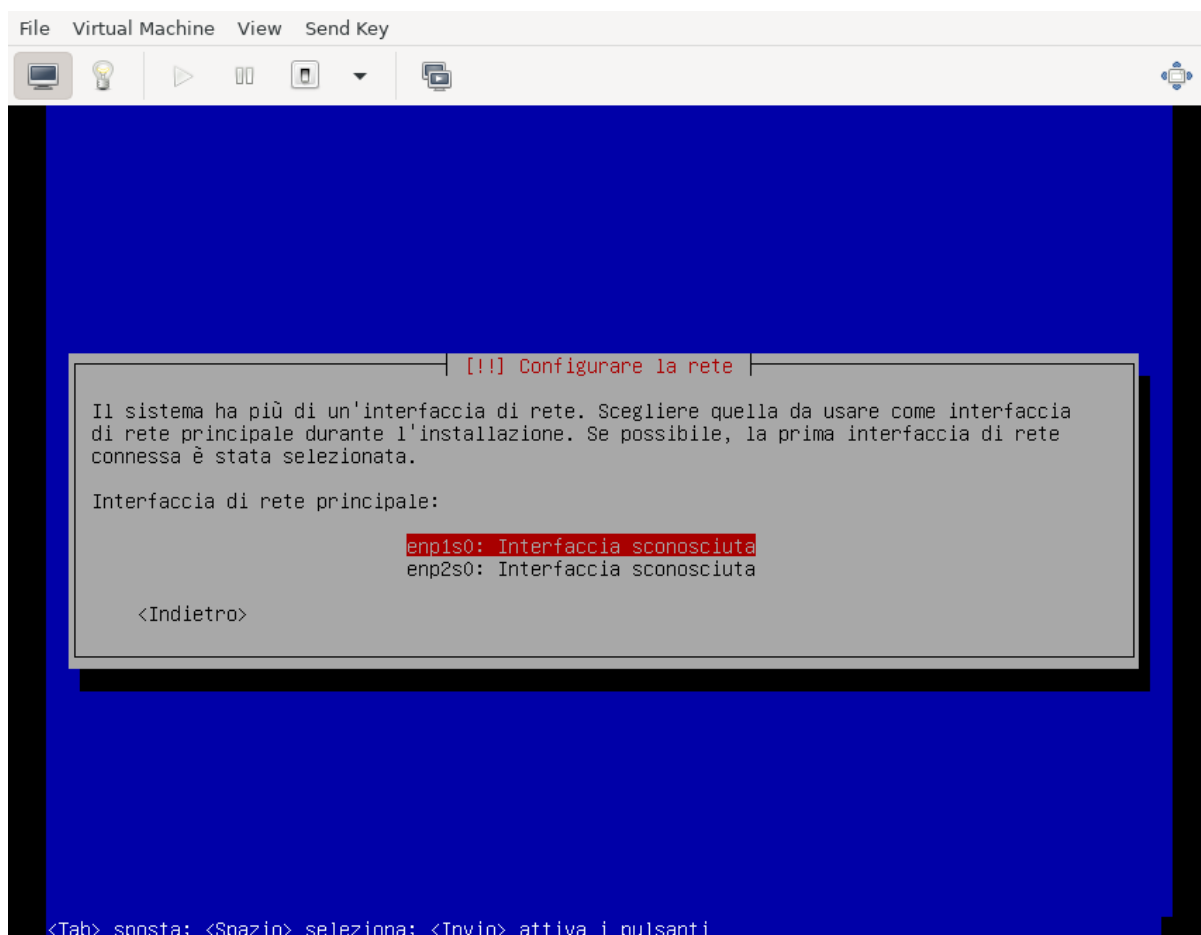 File Virtual Machine View Send Key
[!!] Configurare la rete
Il sistema ha più di un'interfaccia di rete. Scegliere quella da usare come interfaccia
di rete principale durante l'installazione. Se possibile, la prima interfaccia di rete
connessa è stata selezionata.
Interfaccia di rete principale:
enp1s0: Interfaccia sconosciuta
enp2s0: Interfaccia sconosciuta
<Indietro>
<Tab> sposta; <Spazio> seleziona; <Invio> attiva i pulsanti